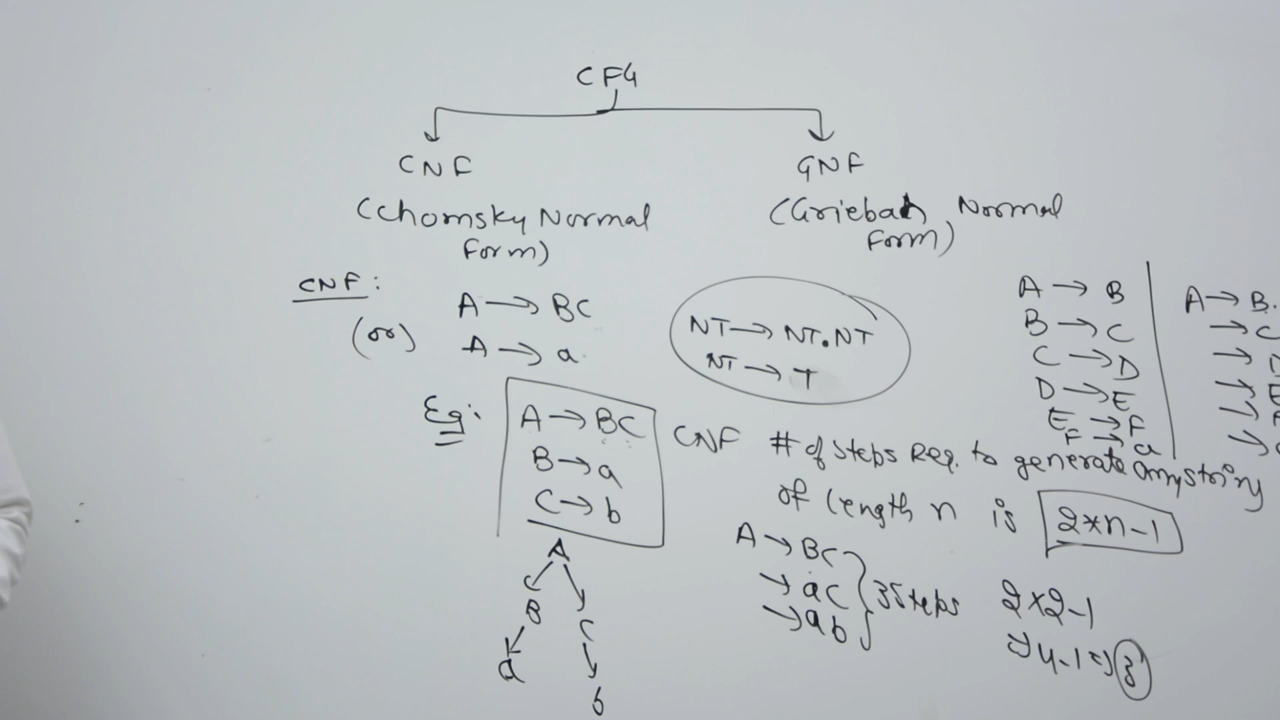 CFG
CNF
GNF
(Chomsky Normal
Form)
(Griebach Normal
Form)
CNF:
A → BC
(or)
A → a
NT → NT.NT
NT → T
A → B
B → C
C → D
D → E
E → F
F → a
A → B.
→ C
→ D
→ E
→ F
→
Eg:
A → BC
B → a
C → b
CNF # of steps Req. to generate any string
of length n is 2*n-1
A → BC
→ aC
→ ab
3 Steps
2×2-1
⇒ 4-1 ⇒ 3
A
B
C
a
b